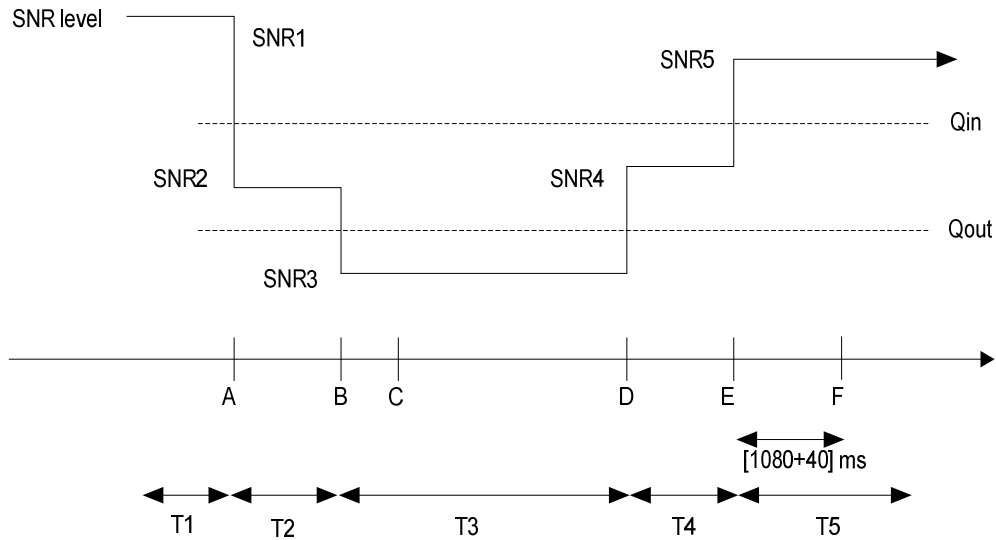 SNR level
SNR1
SNR5
Qin
SNR2
SNR4
Qout
SNR3
A B C D E F
[1080+40] ms
T1 T2 T3 T4 T5